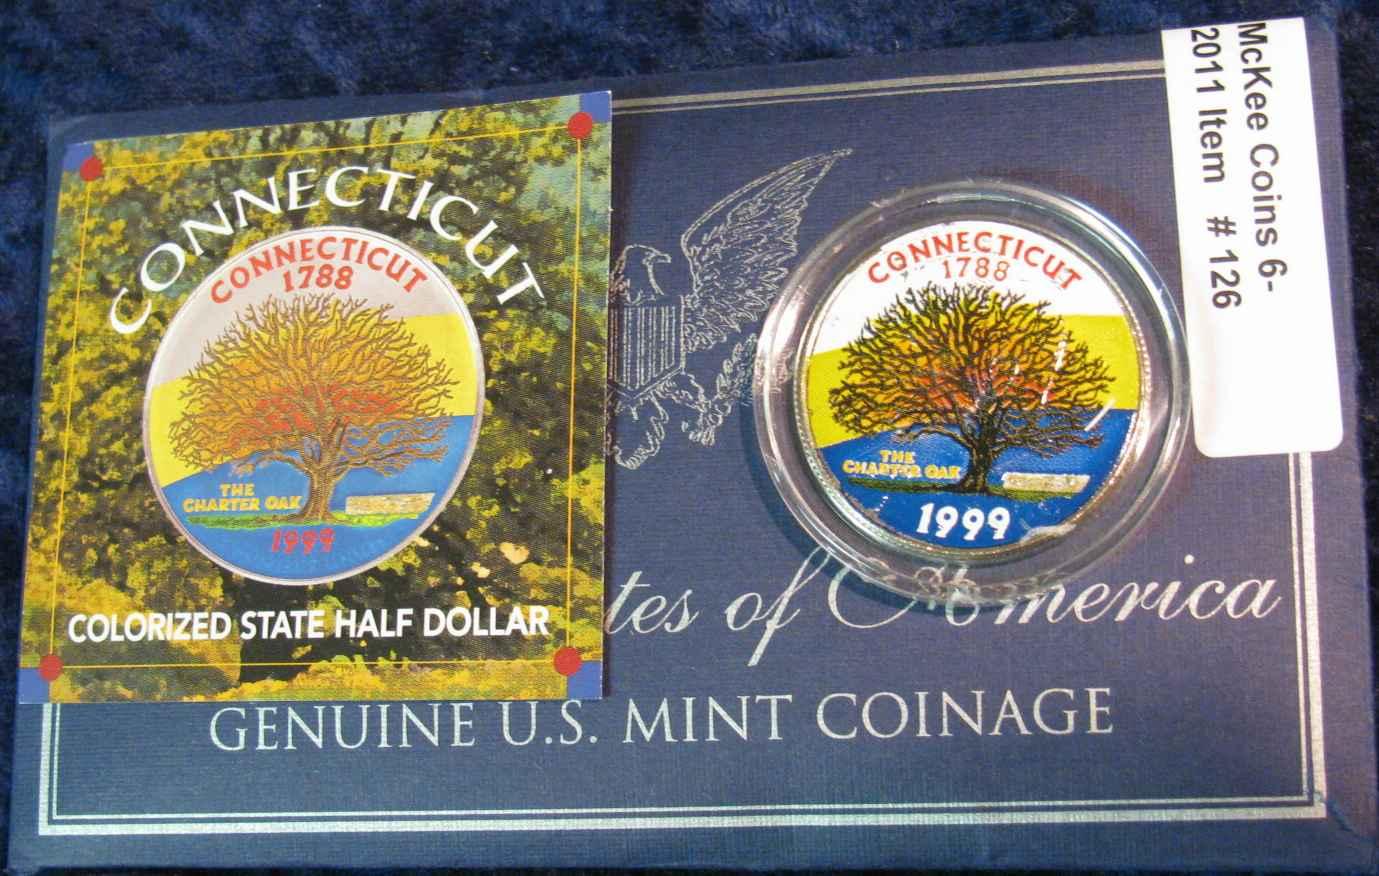 CONNECTICUT
CONNECTICUT
1788
THE
CHARTER OAK
1999
COLORIZED STATE HALF DOLLAR
CONNECTICUT
1788
THE
CHARTER OAK
1999
McKee Coins 6-
2011 Item # 126
of America
GENUINE U.S. MINT COINAGE